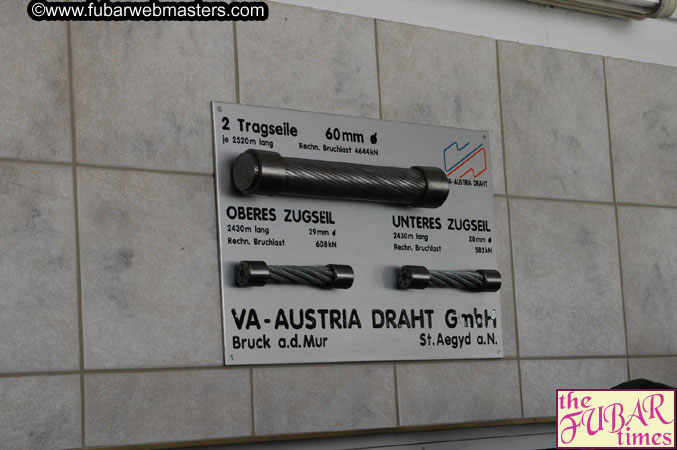 ©www.fubarwebmasters.com
2 Tragseile 60mm ⌀
je 2520m lang Rechn. Bruchlast 4644kN
VA-AUSTRIA DRAHT
OBERES ZUGSEIL
2430m lang 29mm ⌀
Rechn. Bruchlast 608kN
UNTERES ZUGSEIL
2430m lang 28mm ⌀
Rechn. Bruchlast 582kN
VA-AUSTRIA DRAHT GmbH
Bruck a.d.Mur St.Aegyd a.N.
the
FUBAR
times